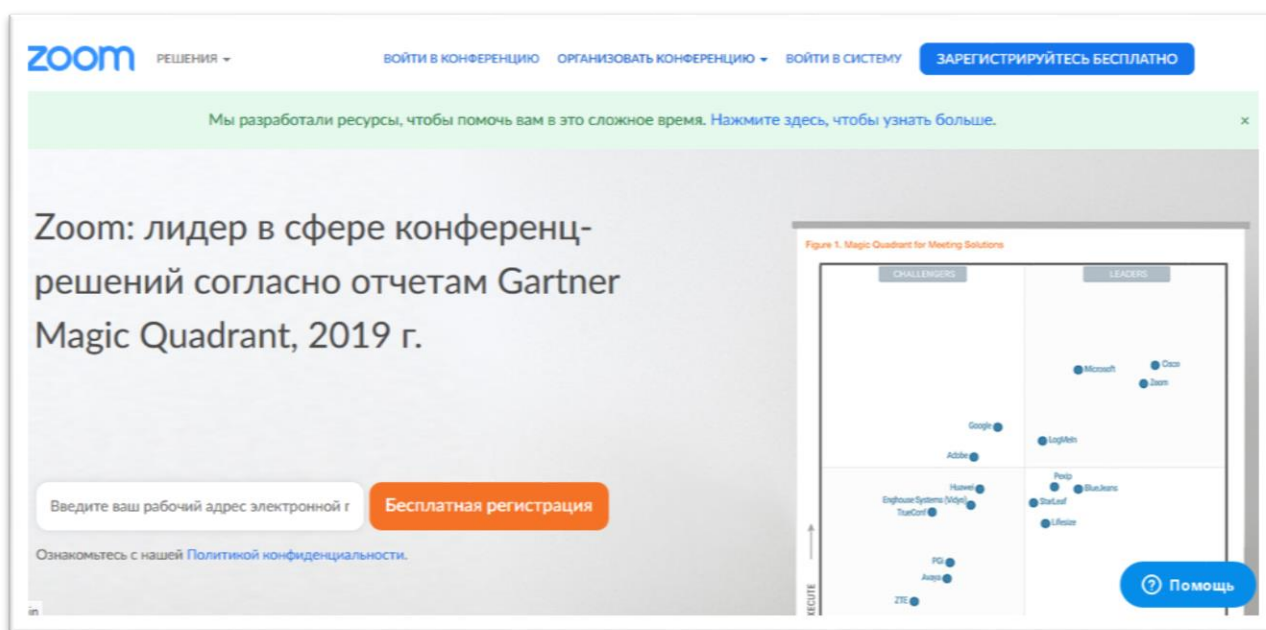 zoom
РЕШЕНИЯ
ВОЙТИ В КОНФЕРЕНЦИЮ
ОРГАНИЗОВАТЬ КОНФЕРЕНЦИЮ
ВОЙТИ В СИСТЕМУ
ЗАРЕГИСТРИРУЙТЕСЬ БЕСПЛАТНО
Мы разработали ресурсы, чтобы помочь вам в это сложное время. Нажмите здесь, чтобы узнать больше.
×
Zoom: лидер в сфере конференц-
решений согласно отчетам Gartner
Magic Quadrant, 2019 г.
Введите ваш рабочий адрес электронной г
Бесплатная регистрация
Ознакомьтесь с нашей Политикой конфиденциальности.
in
Figure 1. Magic Quadrant for Meeting Solutions
CHALLENGERS
LEADERS
Microsoft
Cisco
Zoom
Google
LogMeIn
Adobe
Pexip
Huawei
BlueJeans
Enghouse Systems (Vidyo)
StarLeaf
TrueConf
Lifesize
PGi
Avaya
ZTE
XECUTE
? Помощь